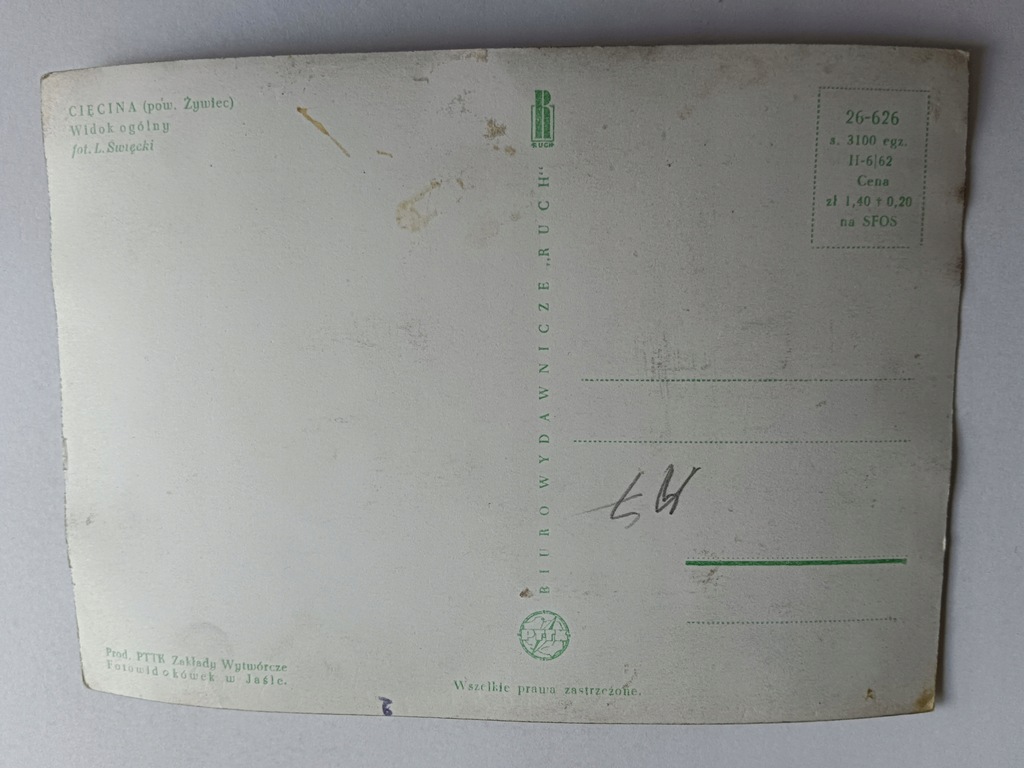 CIĘCINA (pow. Żywiec)
Widok ogólny
fot. L. Święcki
RUCH
BIURO WYDAWNICZE „RUCH“
PTTK
26-626
s. 3100 egz.
II-6/62
Cena
zł 1,40 + 0,20
na SFOS
Prod. PTTK Zakłady Wytwórcze
Fotowidokówek w Jaśle.
Wszelkie prawa zastrzeżone.